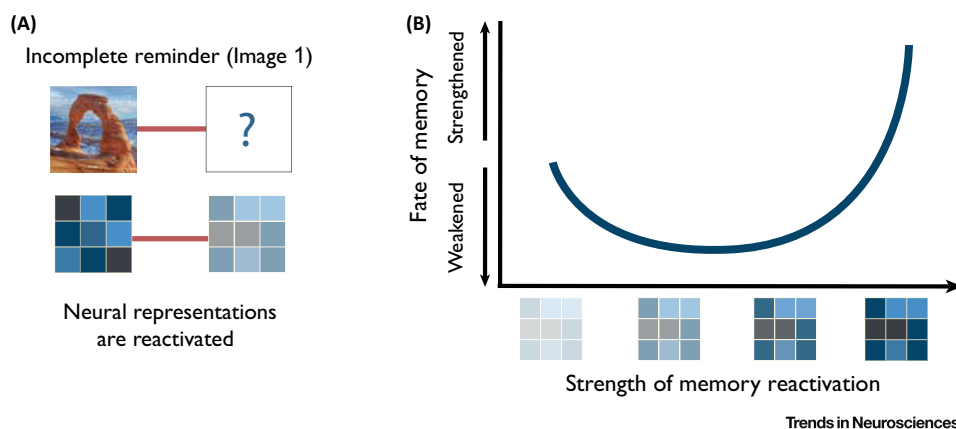 (A)
Incomplete reminder (Image 1)
?
Neural representations
are reactivated
(B)
Fate of memory
Weakened
Strengthened
Strength of memory reactivation
Trends in Neurosciences